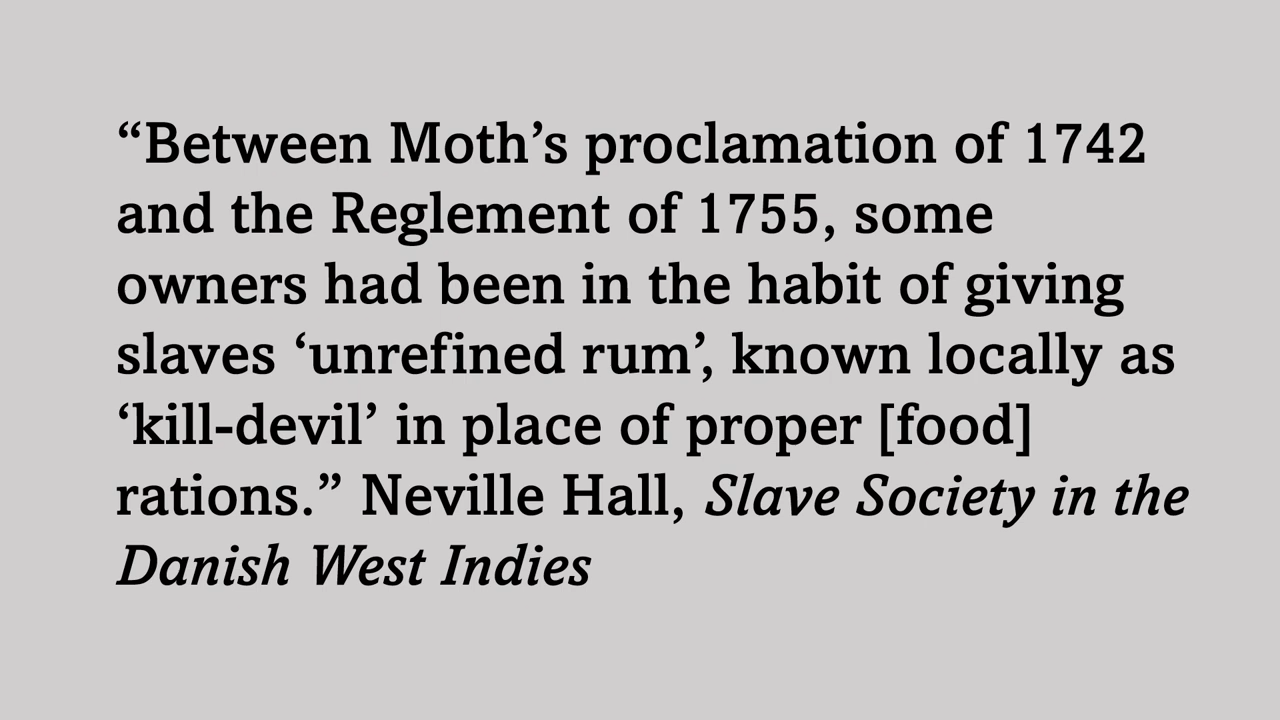 “Between Moth’s proclamation of 1742
and the Reglement of 1755, some
owners had been in the habit of giving
slaves ‘unrefined rum’, known locally as
‘kill-devil’ in place of proper [food]
rations.” Neville Hall, Slave Society in the
Danish West Indies